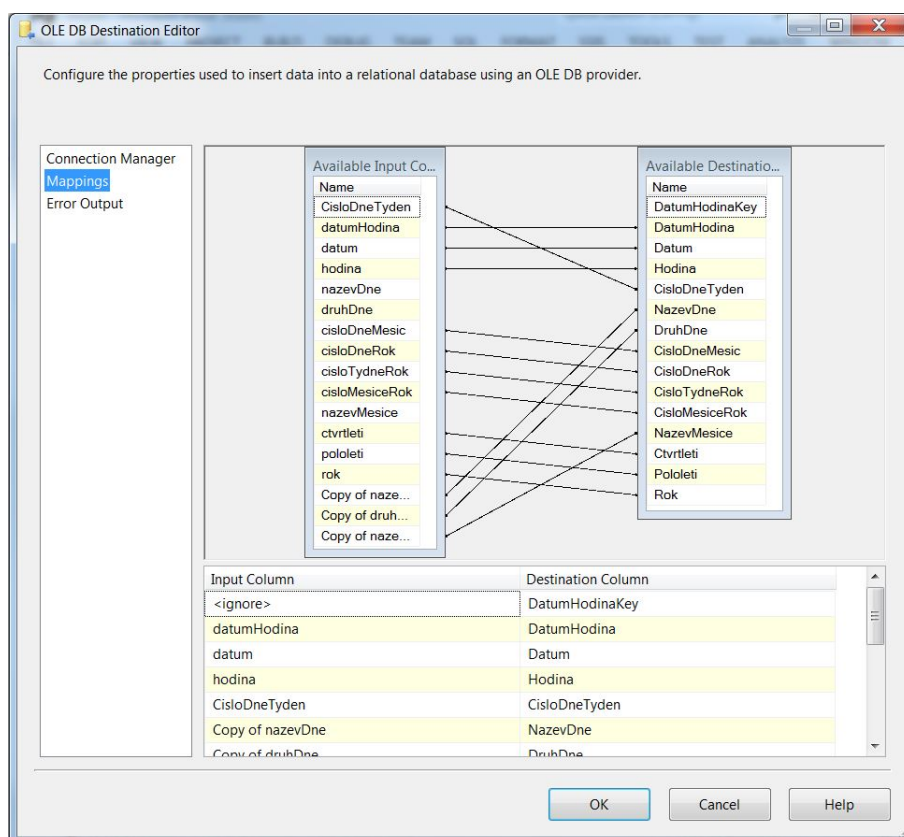 OLE DB Destination Editor
Configure the properties used to insert data into a relational database using an OLE DB provider.
Connection Manager
Mappings
Error Output
Available Input Co...
Name
CisloDneTyden
datumHodina
datum
hodina
nazevDne
druhDne
cisloDneMesic
cisloDneRok
cisloTydneRok
cisloMesiceRok
nazevMesice
ctvrtleti
pololeti
rok
Copy of naze...
Copy of druh...
Copy of naze...
Available Destinatio...
Name
DatumHodinaKey
DatumHodina
Datum
Hodina
CisloDneTyden
NazevDne
DruhDne
CisloDneMesic
CisloDneRok
CisloTydneRok
CisloMesiceRok
NazevMesice
Ctvrtleti
Pololeti
Rok
Input Column Destination Column
<ignore> DatumHodinaKey
datumHodina DatumHodina
datum Datum
hodina Hodina
CisloDneTyden CisloDneTyden
Copy of nazevDne NazevDne
Copy of druhDne DruhDne
OK Cancel Help